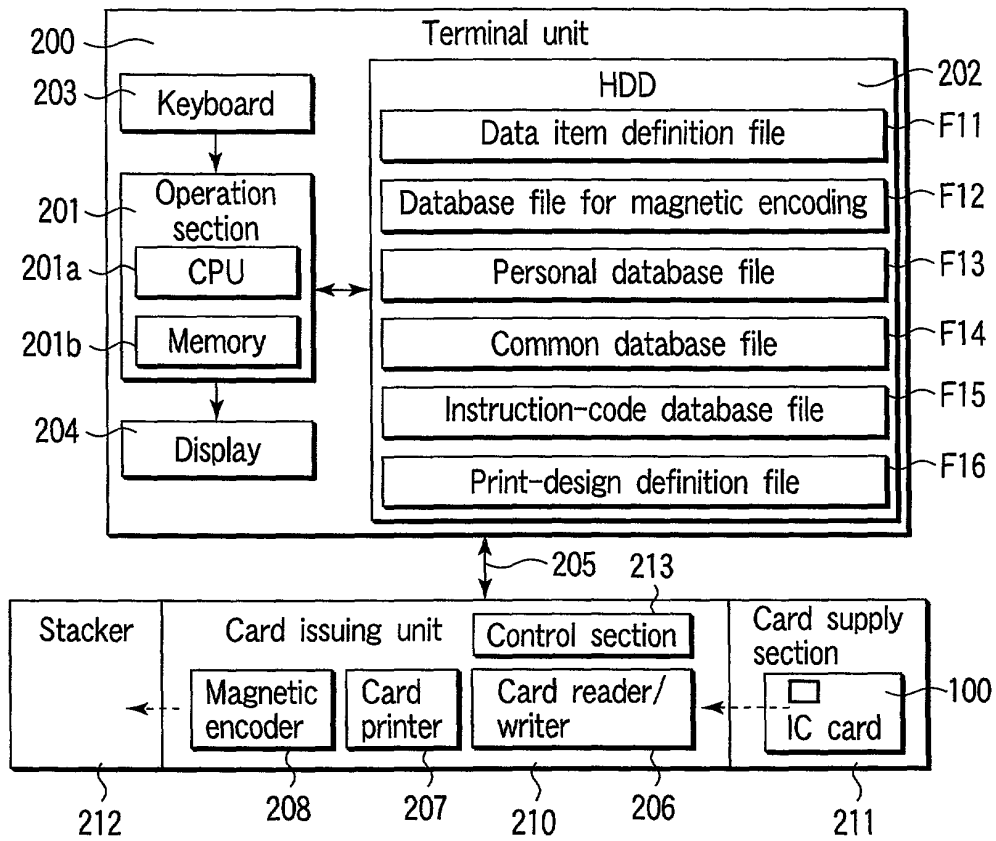 Terminal unit
200
203
Keyboard
201
Operation
section
201a
CPU
201b
Memory
204
Display
HDD
202
Data item definition file
F11
Database file for magnetic encoding
F12
Personal database file
F13
Common database file
F14
Instruction-code database file
F15
Print-design definition file
F16
205
213
Stacker
Card issuing unit
Control section
Card supply
section
Magnetic
encoder
Card
printer
Card reader/
writer
IC card
100
212
208
207
210
206
211